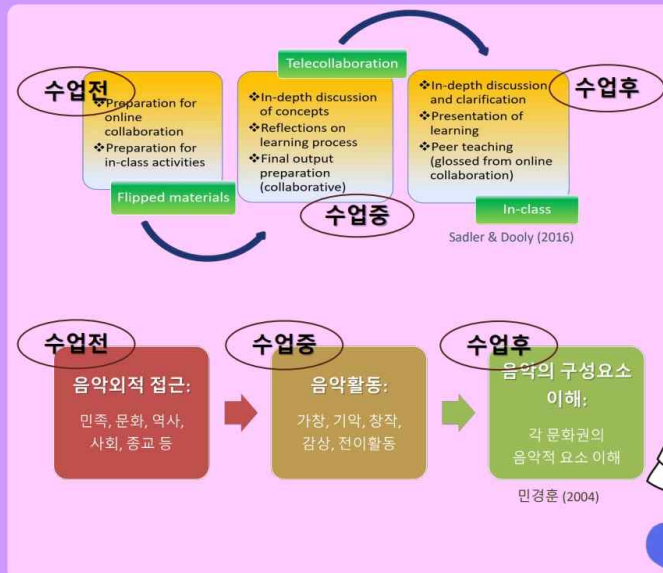 Telecollaboration
수업전
❖Preparation for
online
collaboration
❖Preparation for
in-class activities
Flipped materials
❖In-depth discussion
of concepts
❖Reflections on
learning process
❖Final output
preparation
(collaborative)
수업중
❖In-depth discussion
and clarification
❖Presentation of
learning
❖Peer teaching
(glossed from online
collaboration)
수업후
In-class
Sadler & Dooly (2016)
수업전
음악외적 접근:
민족, 문화, 역사,
사회, 종교 등
수업중
음악활동:
가창, 기악, 창작,
감상, 전이활동
수업후
음악의 구성요소
이해:
각 문화권의
음악적 요소 이해
민경훈 (2004)